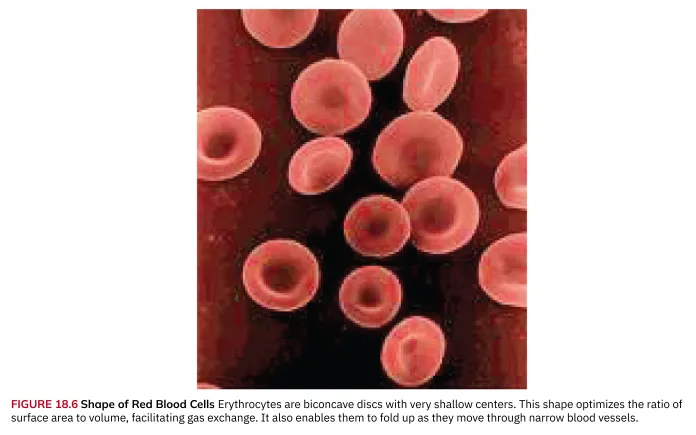 FIGURE 18.6 Shape of Red Blood Cells Erythrocytes are biconcave discs with very shallow centers. This shape optimizes the ratio of
surface area to volume, facilitating gas exchange. It also enables them to fold up as they move through narrow blood vessels.